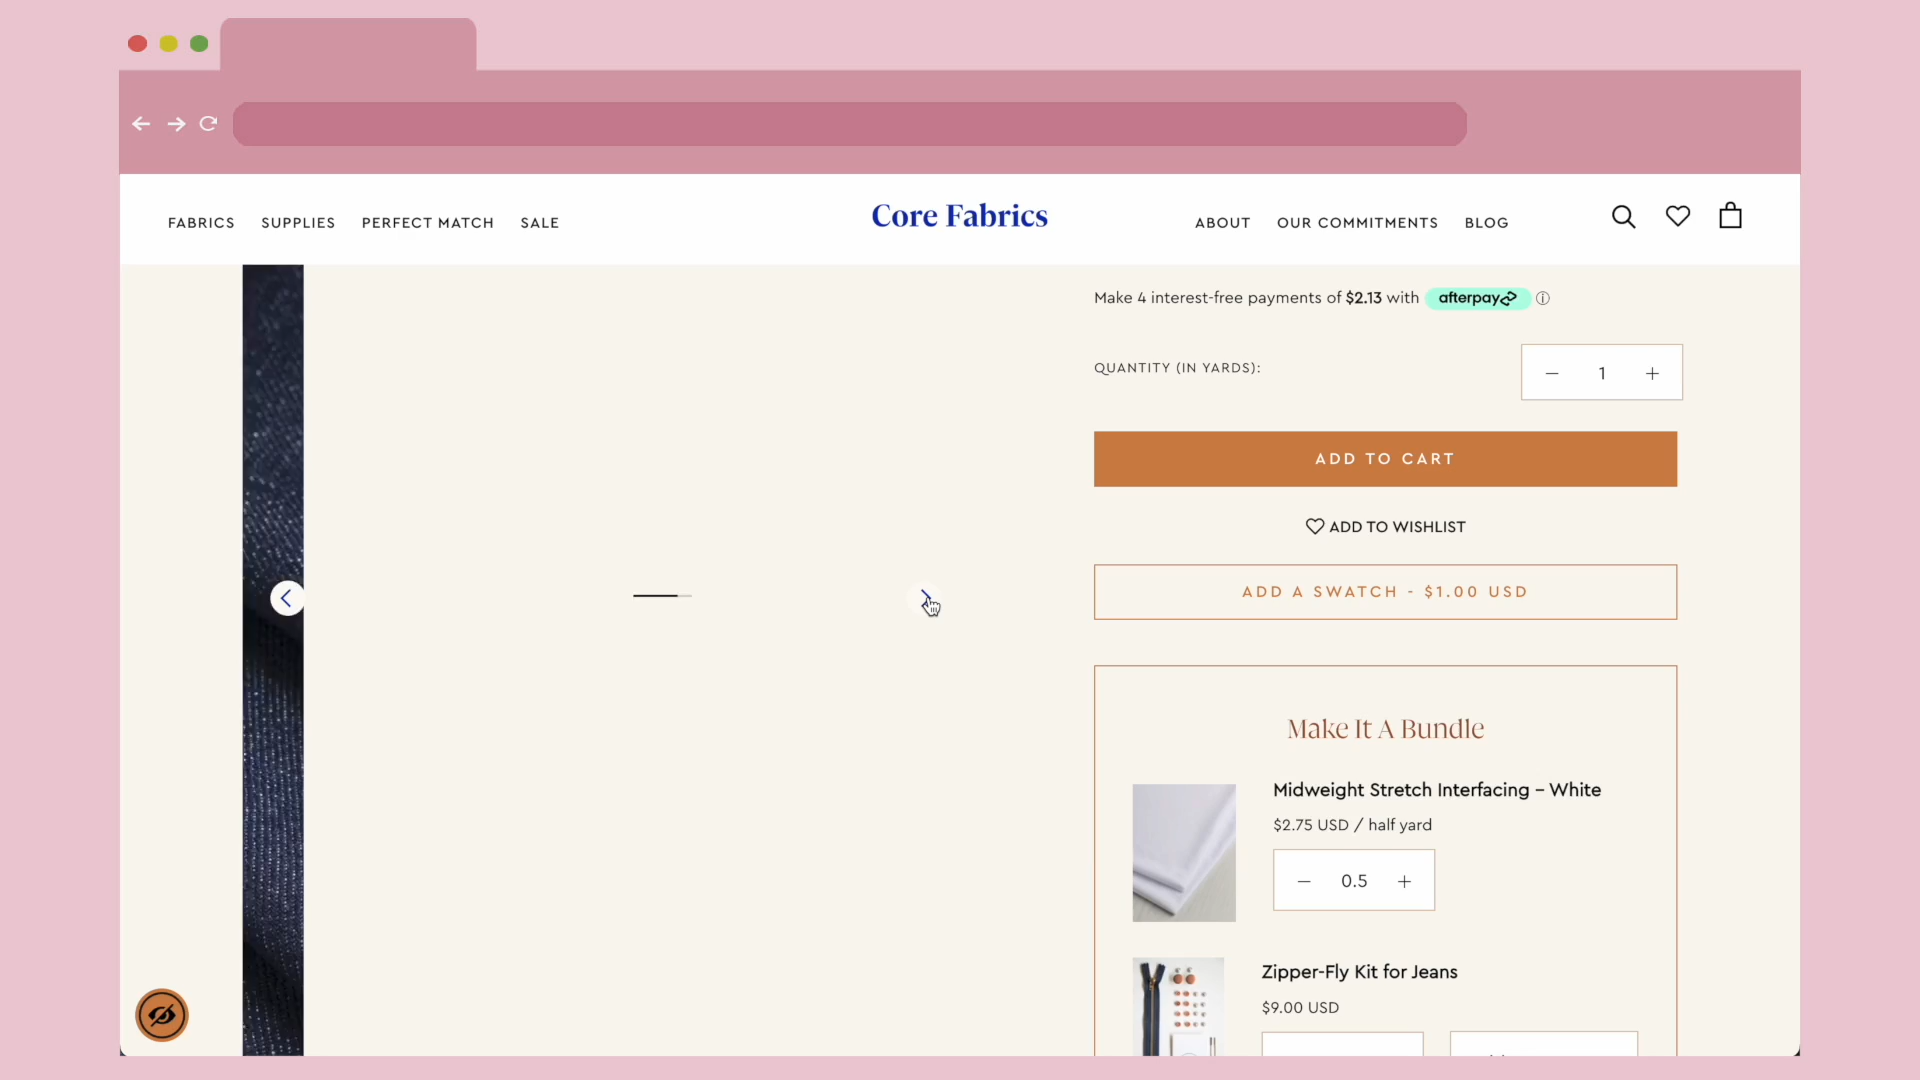 FABRICS SUPPLIES PERFECT MATCH SALE
Core Fabrics
ABOUT OUR COMMITMENTS BLOG
Make 4 interest-free payments of $2.13 with afterpay
QUANTITY (IN YARDS):
1
ADD TO CART
ADD TO WISHLIST
ADD A SWATCH - $1.00 USD
Make It A Bundle
Midweight Stretch Interfacing – White
$2.75 USD / half yard
0.5
Zipper-Fly Kit for Jeans
$9.00 USD